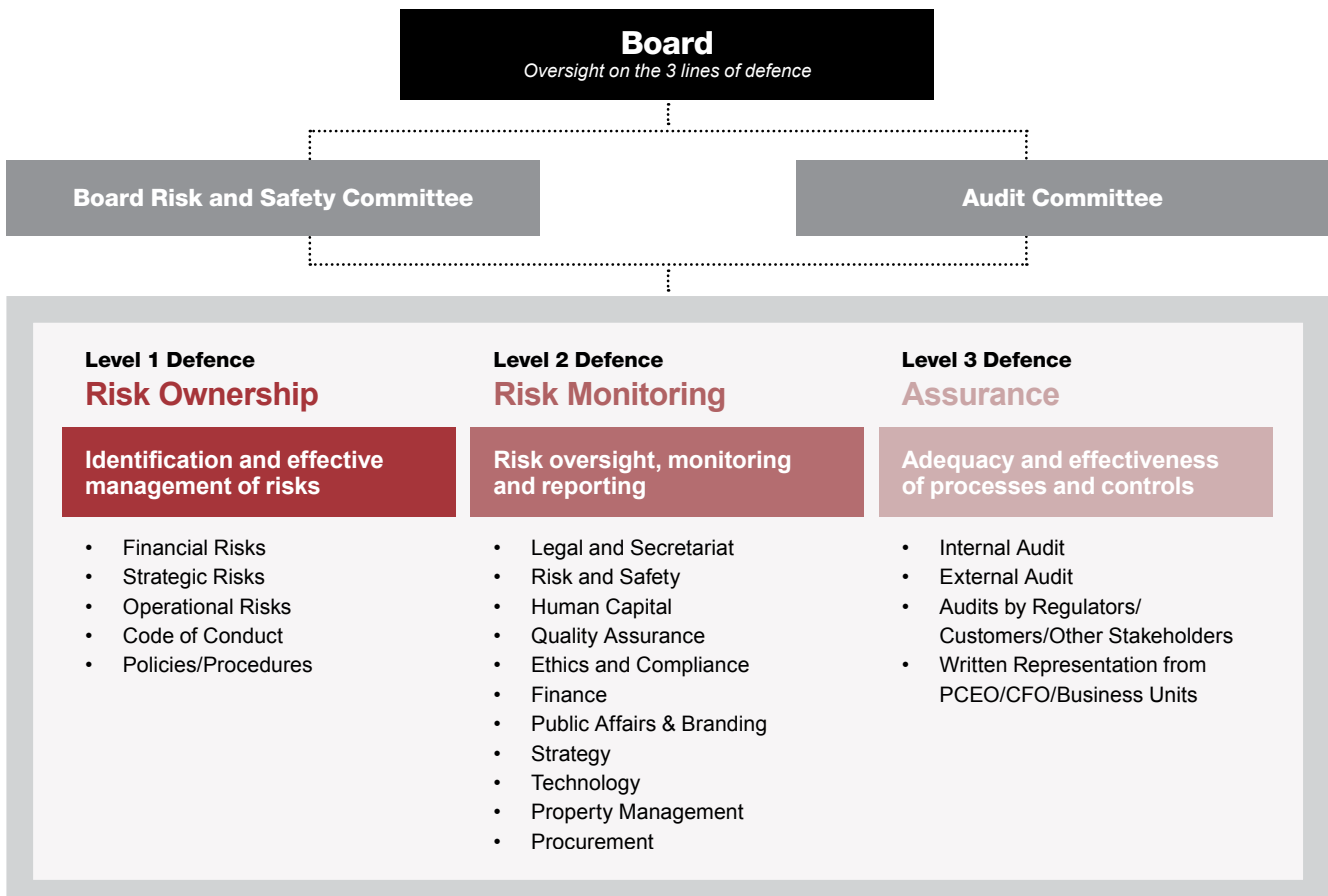 Board
Oversight on the 3 lines of defence
Board Risk and Safety Committee
Audit Committee
Level 1 Defence
Risk Ownership
Identification and effective
management of risks
• Financial Risks
• Strategic Risks
• Operational Risks
• Code of Conduct
• Policies/Procedures
Level 2 Defence
Risk Monitoring
Risk oversight, monitoring
and reporting
• Legal and Secretariat
• Risk and Safety
• Human Capital
• Quality Assurance
• Ethics and Compliance
• Finance
• Public Affairs & Branding
• Strategy
• Technology
• Property Management
• Procurement
Level 3 Defence
Assurance
Adequacy and effectiveness
of processes and controls
• Internal Audit
• External Audit
• Audits by Regulators/
Customers/Other Stakeholders
• Written Representation from
PCEO/CFO/Business Units